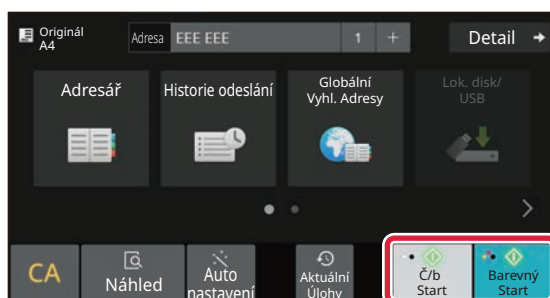 Originál
A4
Adresa EEE EEE 1 +
Detail
Adresář
Historie odeslání
Globální
Vyhl. Adresy
Lok. disk/
USB
CA
Náhled
Auto
nastavení
Aktuální
Úlohy
Č/b
Start
Barevný
Start